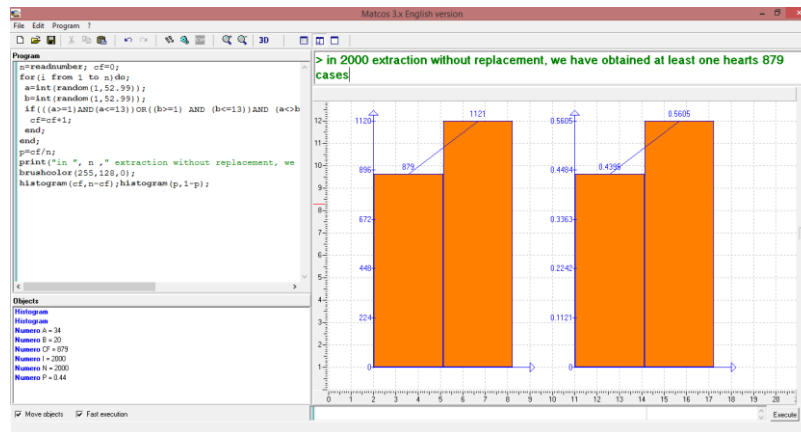 Matcos 3.x English version
File Edit Program ?
3D
Program
n=readnumber; cf=0;
for(i from 1 to n)do;
a=int(random(1,52.99));
b=int(random(1,52.99));
if(((a>=1)AND(a<=13))OR((b>=1) AND (b<=13))AND (a<>b
cf=cf+1;
end;
end;
p=cf/n;
print("in ", n ," extraction without replacement, we
brushcolor(255,128,0);
histogram(cf,n-cf);histogram(p,1-p);
> in 2000 extraction without replacement, we have obtained at least one hearts 879
cases
12 1120 1121 0.5605 0.5605
11
10
896 879 0.4484 0.4395
9
8
672 0.3363
7
6
5
448 0.2242
4
3
224 0.1121
2
1 0 0
0 1 2 3 4 5 6 7 8 9 10 11 12 13 14 15 16 17 18 19 20
Objects
Histogram
Histogram
Numero A = 34
Numero B = 20
Numero CF = 879
Numero I = 2000
Numero N = 2000
Numero P = 0.44
Move objects Fast execution
Execute